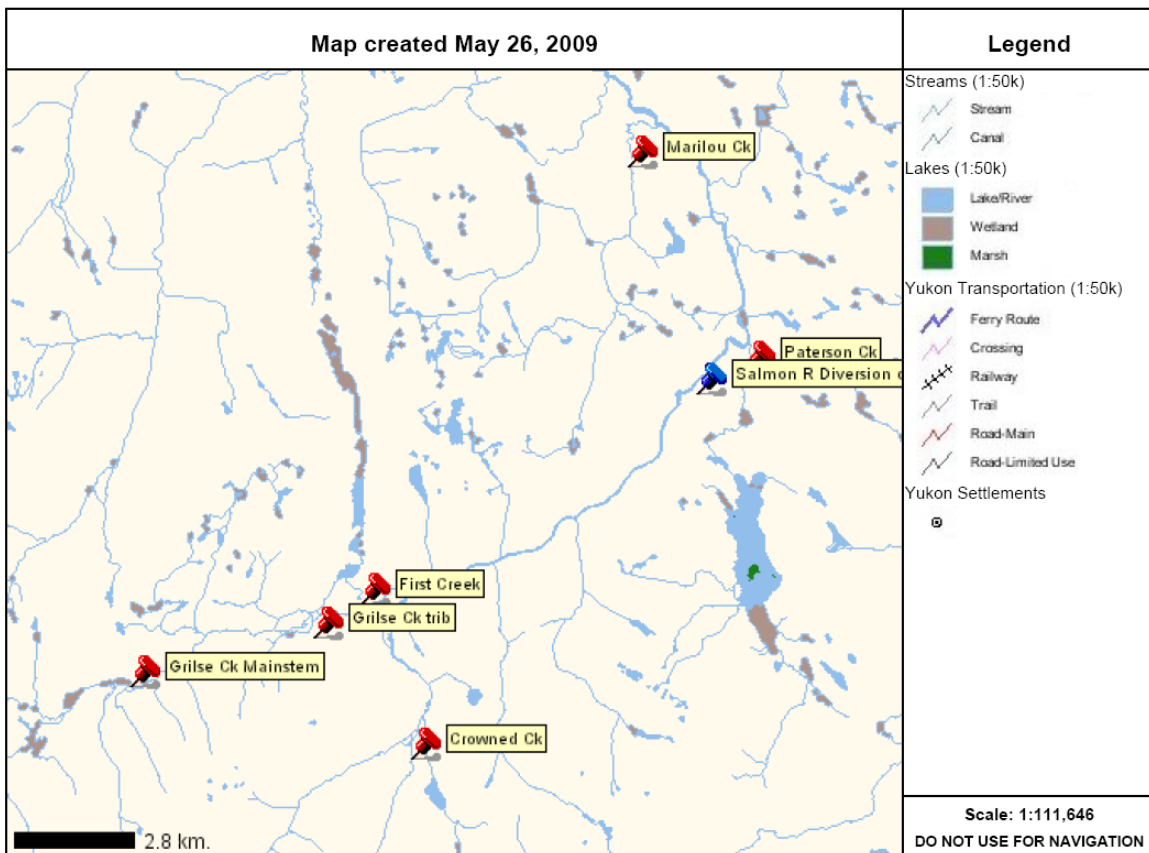 Map created May 26, 2009
Marilou Ck
Paterson Ck
Salmon R Diversion
First Creek
Grilse Ck trib
Grilse Ck Mainstem
Crowned Ck
2.8 km.
Legend
Streams (1:50k)
Stream
Canal
Lakes (1:50k)
Lake/River
Wetland
Marsh
Yukon Transportation (1:50k)
Ferry Route
Crossing
Railway
Trail
Road-Main
Road-Limited Use
Yukon Settlements
Scale: 1:111,646
DO NOT USE FOR NAVIGATION